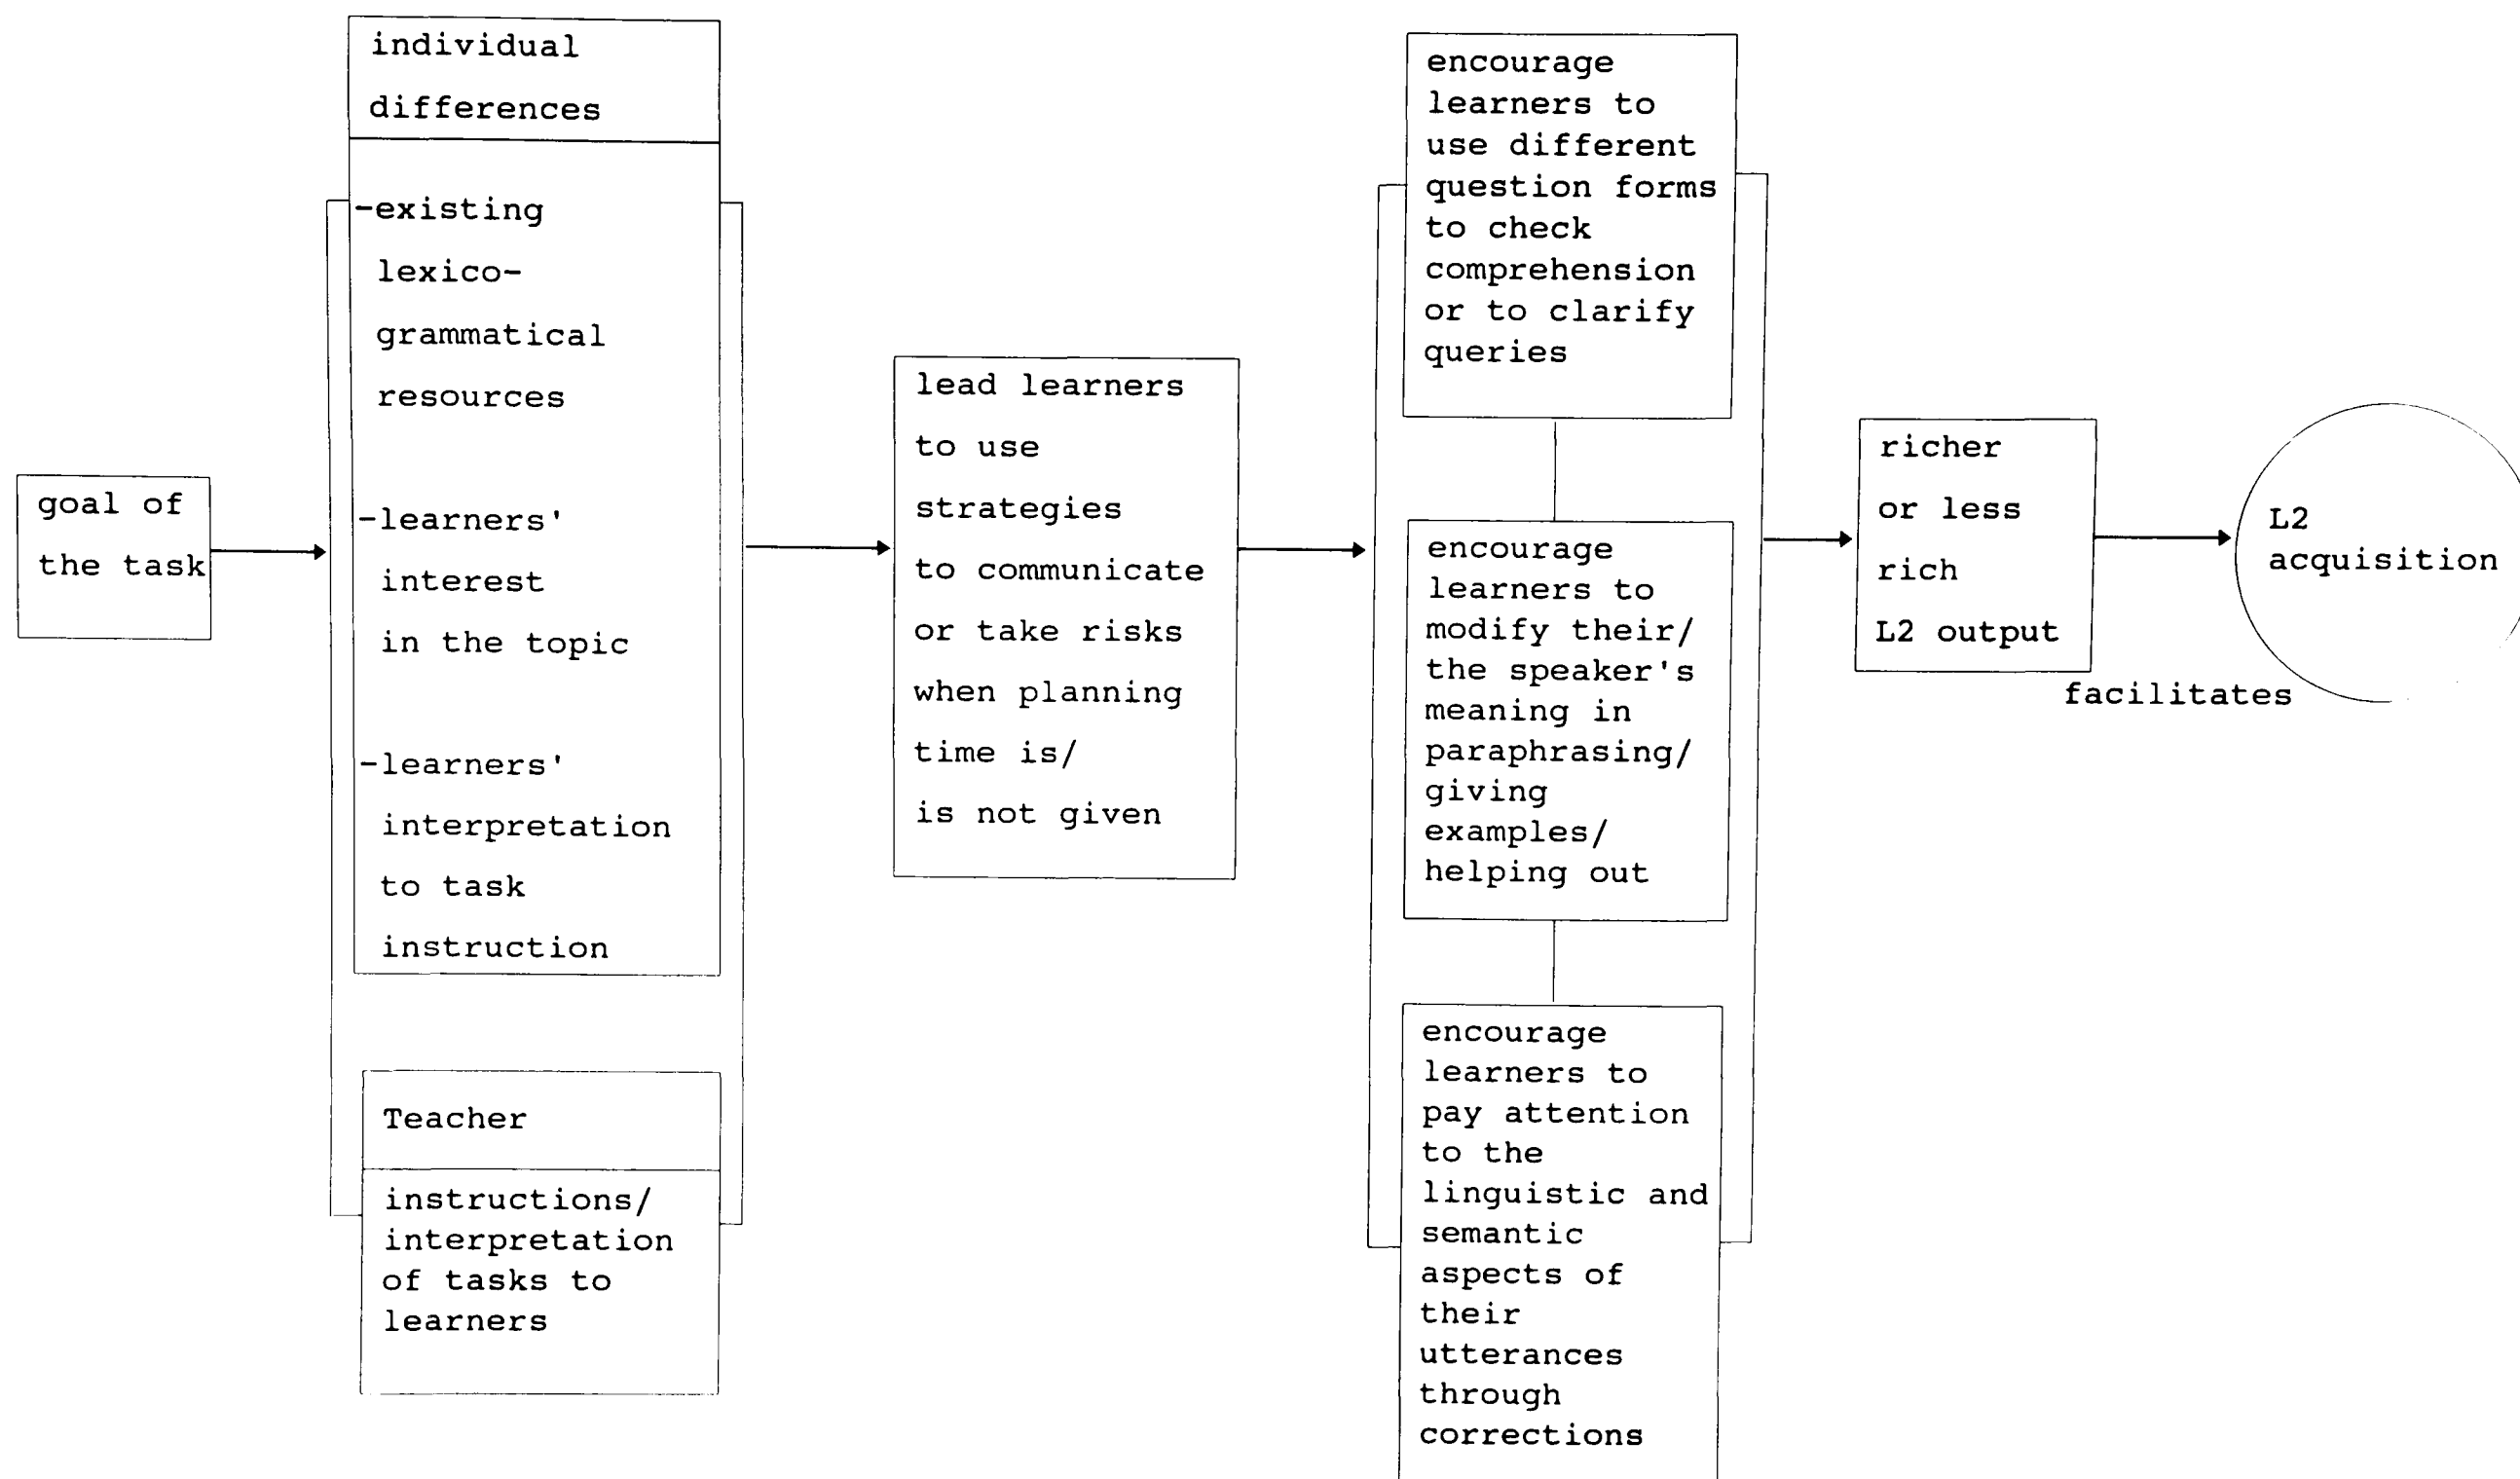 goal of
the task
individual
differences
-existing
lexico-
grammatical
resources
-learners'
interest
in the topic
-learners'
interpretation
to task
instruction
Teacher
instructions/
interpretation
of tasks to
learners
lead learners
to use
strategies
to communicate
or take risks
when planning
time is/
is not given
encourage
learners to
use different
question forms
to check
comprehension
or to clarify
queries
encourage
learners to
modify their/
the speaker's
meaning in
paraphrasing/
giving
examples/
helping out
encourage
learners to
pay attention
to the
linguistic and
semantic
aspects of
their
utterances
through
corrections
richer
or less
rich
L2 output
facilitates
L2
acquisition